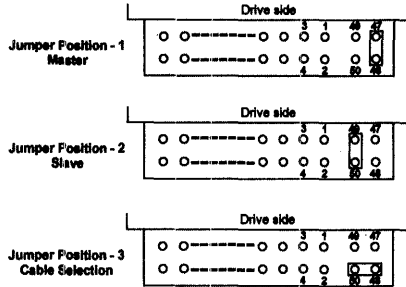 Drive side
3 1 49 47
Jumper Position - 1
Master
4 2 50 48
Drive side
3 1 49 47
Jumper Position - 2
Slave
4 2 50 48
Drive side
3 1 49 47
Jumper Position - 3
Cable Selection
4 2 50 48